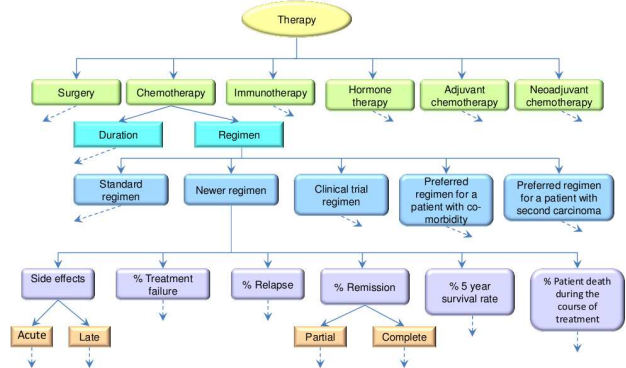 Therapy
Surgery
Chemotherapy
Immunotherapy
Hormone
therapy
Adjuvant
chemotherapy
Neoadjuvant
chemotherapy
Duration
Regimen
Standard
regimen
Newer regimen
Clinical trial
regimen
Preferred
regimen for a
patient with co-
morbidity
Preferred regimen
for a patient with
second carcinoma
Side effects
% Treatment
failure
% Relapse
% Remission
% 5 year
survival rate
% Patient death
during the
course of
treatment
Acute
Late
Partial
Complete